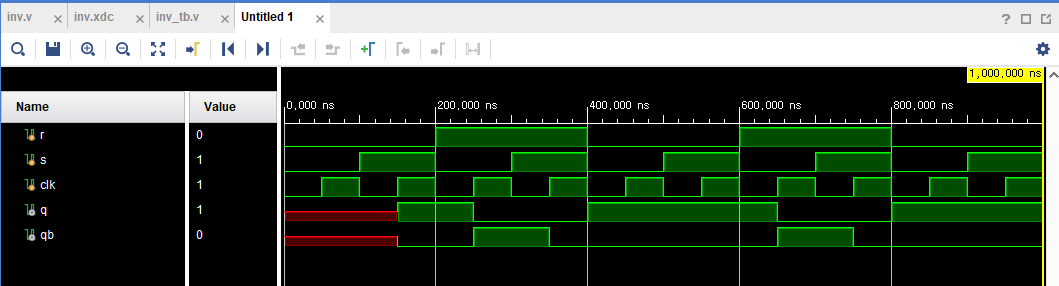 inv.v × inv.xdc × inv_tb.v × Untitled 1 ×
?
1,000,000 ns
Name Value 0,000 ns 200,000 ns 400,000 ns 600,000 ns 800,000 ns
r 0
s 1
clk 1
q 1
qb 0